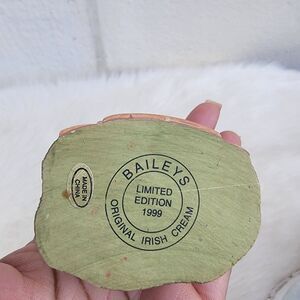 BAILEYS
LIMITED
EDITION
1999
ORIGINAL IRISH CREAM
MADE IN
CHINA